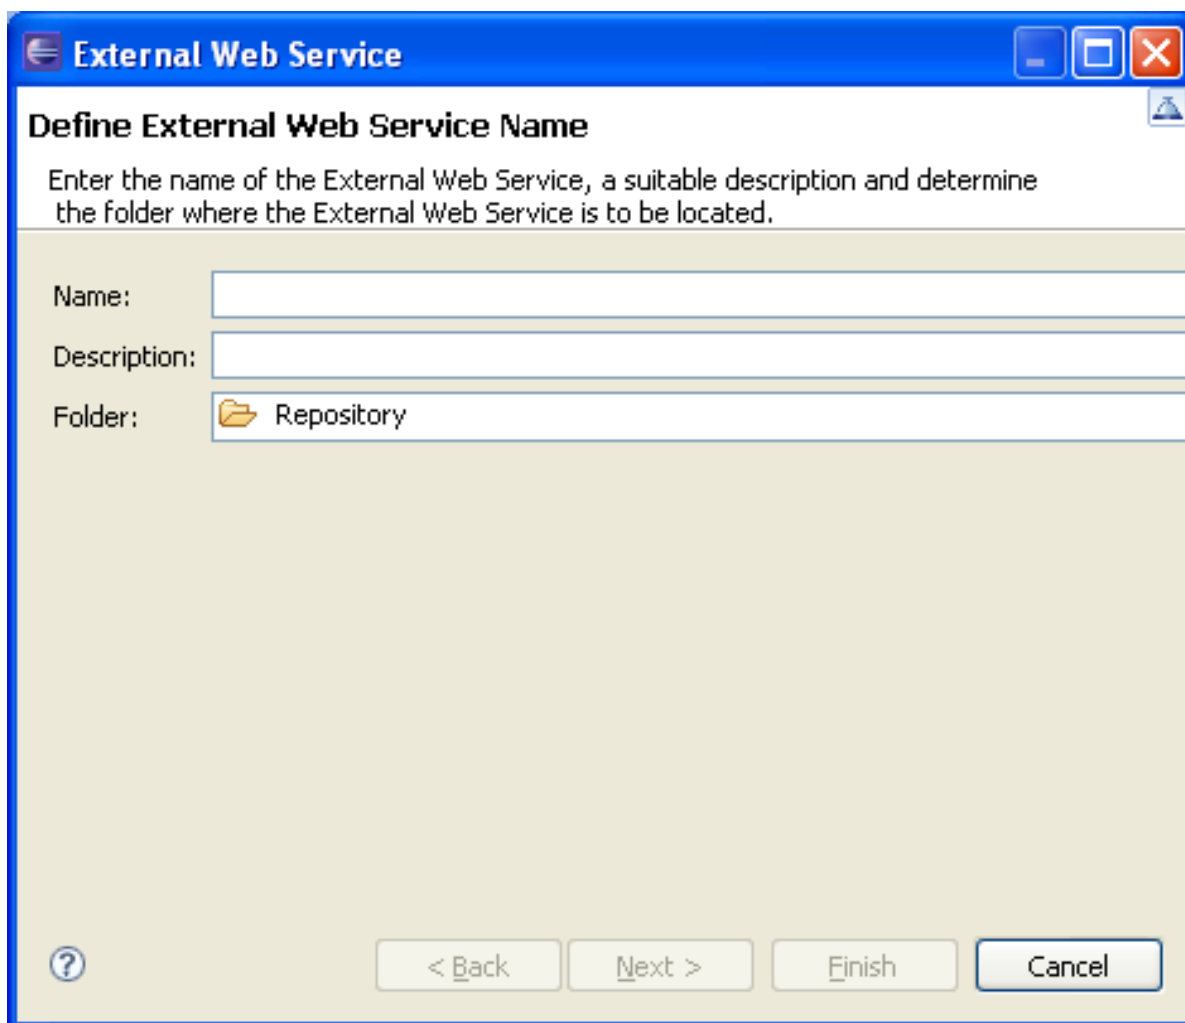 External Web Service
Define External Web Service Name
Enter the name of the External Web Service, a suitable description and determine
the folder where the External Web Service is to be located.
Name:
Description:
Folder: Repository
? < Back Next > Finish Cancel